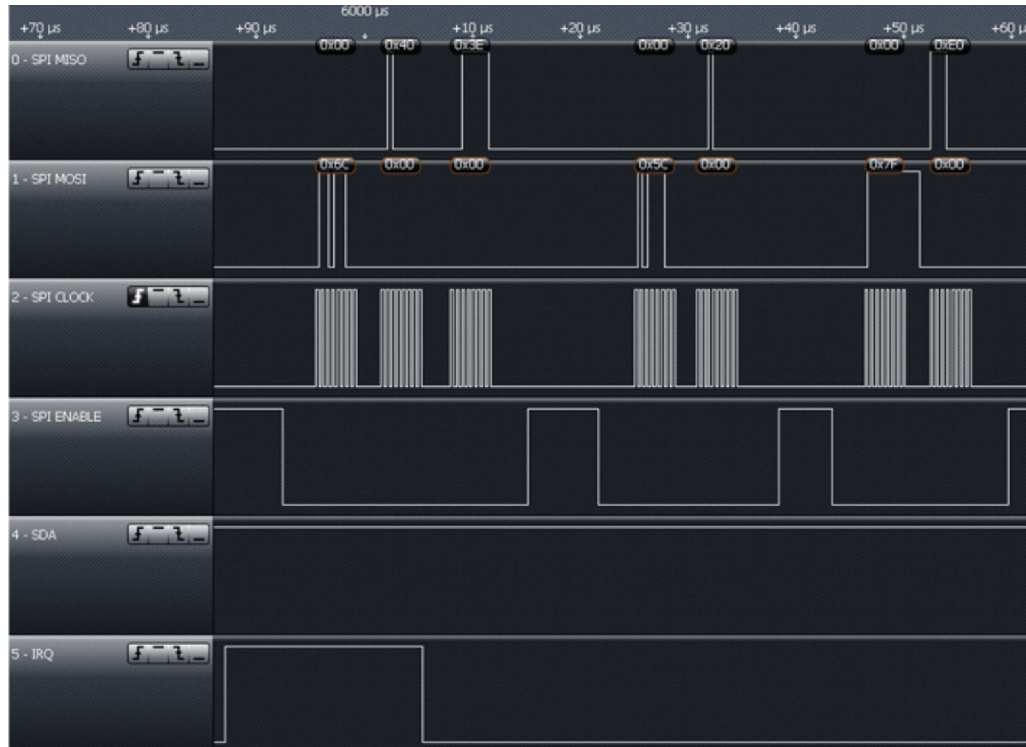 6000 µs
+70 µs +80 µs +90 µs +10 µs +20 µs +30 µs +40 µs +50 µs +60 µ
0 - SPI MISO 0x00 0x40 0x3E 0x00 0x20 0x00 0xE0
1 - SPI MOSI 0x6C 0x00 0x00 0x5C 0x00 0x7F 0x00
2 - SPI CLOCK
3 - SPI ENABLE
4 - SDA
5 - IRQ